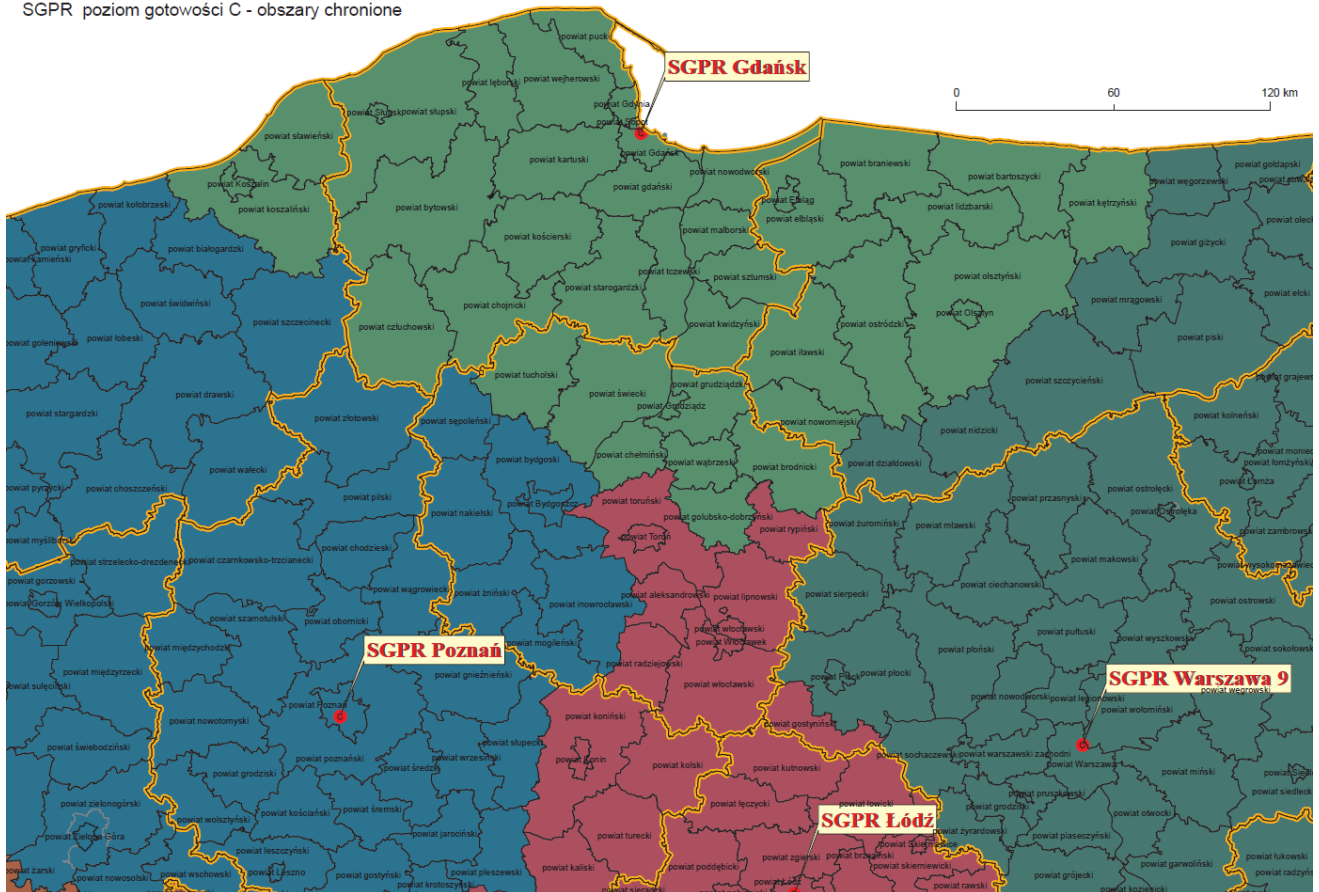 SGPR poziom gotowości C - obszary chronione
powiat pucki
SGPR Gdańsk
powiat lęborski
powiat wejherowski
0 60 120 km
powiat Gdynia
powiat Słupsk
powiat słupski
powiat Sopot
powiat sławieński
powiat kartuski
powiat Gdańsk
powiat braniewski
powiat gołdapski
powiat nowodworski
powiat bartoszycki
powiat węgorzewski
powiat Koszalin
powiat gdański
powiat kołobrzeski
powiat Elbląg
powiat kętrzyński
powiat koszaliński
powiat bytowski
powiat lidzbarski
powiat elbląski
powiat kościerski
powiat malborski
powiat gryficki
powiat białogardzki
powiat giżycki
powiat kamieński
powiat tczewski
powiat sztumski
powiat olsztyński
powiat starogardzki
powiat ełcki
powiat świdwiński
powiat mrągowski
powiat chojnicki
powiat Olsztyn
powiat szczecinecki
powiat człuchowski
powiat kwidzyński
powiat ostródzki
powiat łobeski
powiat piski
powiat iławski
powiat tucholski
powiat szczycieński
powiat grudziądzki
powiat drawski
powiat świecki
powiat Grudziądz
powiat stargardzki
powiat złotowski
powiat sępoleński
powiat nowomiejski
powiat kolneński
powiat nidzicki
powiat chełmiński
powiat bydgoski
powiat wąbrzeski
powiat działdowski
powiat brodnicki
powiat wałecki
powiat Łomża
powiat pyrzycki
powiat choszczeński
powiat ostrołęcki
powiat pilski
powiat toruński
powiat przasnyski
powiat Bydgoszcz
powiat Ostrołęka
powiat nakielski
powiat golubsko-dobrzyński
powiat żuromiński
powiat mławski
powiat rypiński
powiat Toruń
powiat chodzieski
powiat makowski
powiat czarnkowsko-trzcianecki
powiat gorzowski
powiat ciechanowski
powiat wągrowiecki
powiat żniński
powiat aleksandrowski
powiat lipnowski
powiat sierpecki
powiat Gorzów Wielkopolski
powiat inowrocławski
powiat ostrowski
powiat szamotulski
powiat obornicki
powiat włocławski
powiat pułtuski
powiat wyszkowski
powiat Włocławek
powiat mogileński
powiat międzychodzki
SGPR Poznań
powiat płoński
powiat radziejowski
powiat międzyrzecki
powiat gnieźnieński
powiat Płock
powiat płocki
SGPR Warszawa 9
powiat sulęciński
powiat włocławski
powiat węgrowski
powiat Poznań
powiat nowodworski
powiat legionowski
powiat wołomiński
powiat koniński
powiat nowotomyski
powiat gostyniński
powiat słupecki
powiat świebodziński
powiat poznański
powiat wrzesiński
powiat sochaczewski
powiat warszawski zachodni
powiat Warszawa
powiat Konin
powiat kolski
powiat kutnowski
powiat średzki
powiat grodziski
powiat miński
powiat pruszkowski
powiat zielonogórski
powiat łęczycki
powiat łowicki
powiat grodziski
powiat wolsztyński
powiat kościański
powiat śremski
powiat otwocki
SGPR Łódź
powiat Zielona Góra
powiat jarociński
powiat turecki
powiat żyrardowski
powiat piaseczyński
powiat leszczyński
powiat zgierski
powiat brzeziński
powiat Skierniewice
powiat żarski
powiat nowosolski
powiat wschowski
powiat Leszno
powiat gostyński
powiat pleszewski
powiat kaliski
powiat poddębicki
powiat skierniewicki
powiat grójecki
powiat garwoliński
powiat łukowski
powiat krotoszyński
powiat rawski